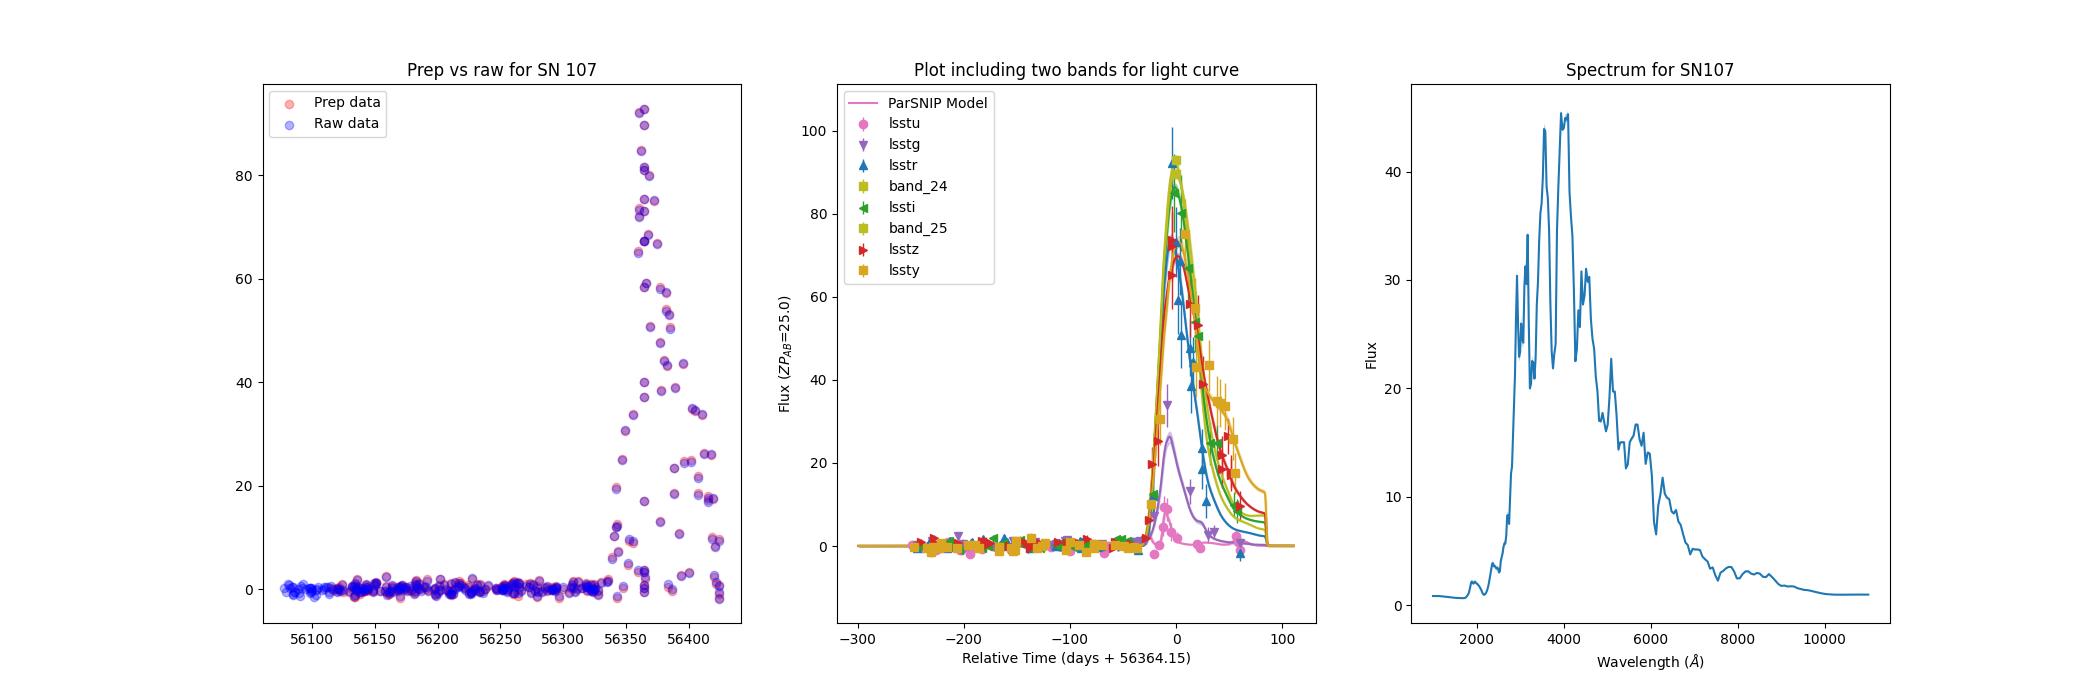 Prep vs raw for SN 107
Prep data
Raw data
80
60
40
20
0
56100 56150 56200 56250 56300 56350 56400
Plot including two bands for light curve
ParSNIP Model
lsstu
lsstg
lsstr
band_24
lssti
band_25
lsstz
lssty
Flux (ZP_AB=25.0)
100
80
60
40
20
0
−300 −200 −100 0 100
Relative Time (days + 56364.15)
Spectrum for SN107
Flux
40
30
20
10
0
2000 4000 6000 8000 10000
Wavelength (Å)